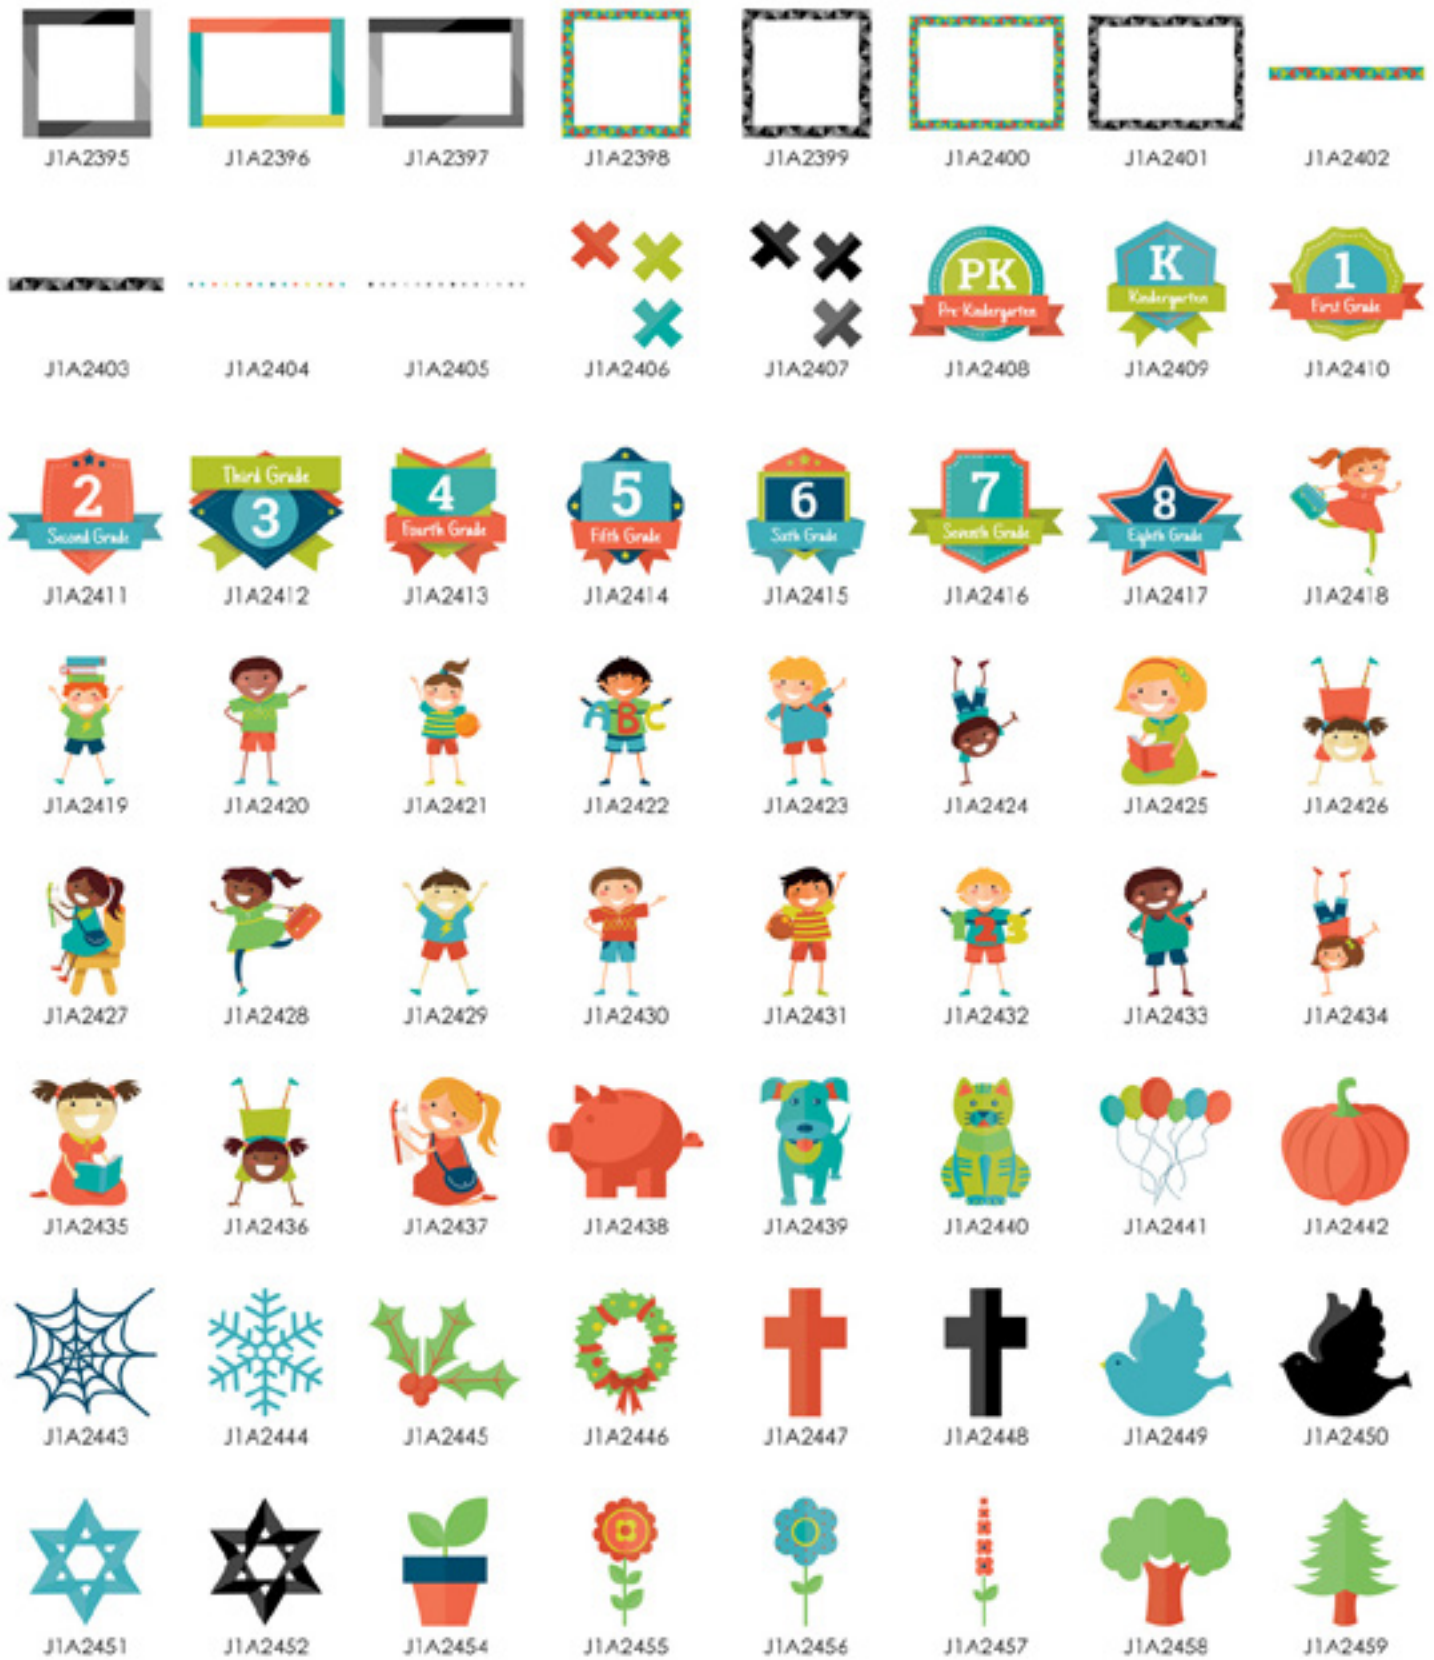 J1A2395 J1A2396 J1A2397 J1A2398 J1A2399 J1A2400 J1A2401 J1A2402
PK K 1
Pre-Kindergarten Kindergarten First Grade
J1A2403 J1A2404 J1A2405 J1A2406 J1A2407 J1A2408 J1A2409 J1A2410
2 Third Grade 4 5 6 7 8
Second Grade 3 Fourth Grade Fifth Grade Sixth Grade Seventh Grade Eighth Grade
J1A2411 J1A2412 J1A2413 J1A2414 J1A2415 J1A2416 J1A2417 J1A2418
ABC
J1A2419 J1A2420 J1A2421 J1A2422 J1A2423 J1A2424 J1A2425 J1A2426
123
J1A2427 J1A2428 J1A2429 J1A2430 J1A2431 J1A2432 J1A2433 J1A2434
J1A2435 J1A2436 J1A2437 J1A2438 J1A2439 J1A2440 J1A2441 J1A2442
J1A2443 J1A2444 J1A2445 J1A2446 J1A2447 J1A2448 J1A2449 J1A2450
J1A2451 J1A2452 J1A2454 J1A2455 J1A2456 J1A2457 J1A2458 J1A2459